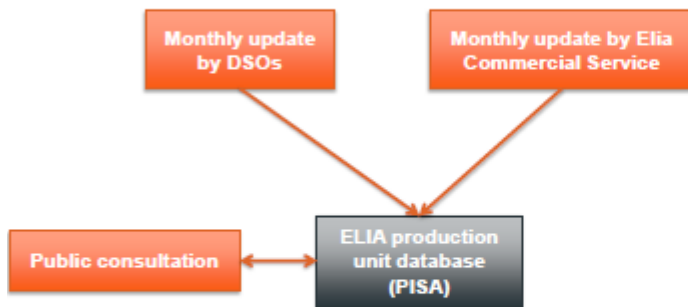 Monthly update
by DSOs
Monthly update by Elia
Commercial Service
Public consultation
ELIA production
unit database
(PISA)